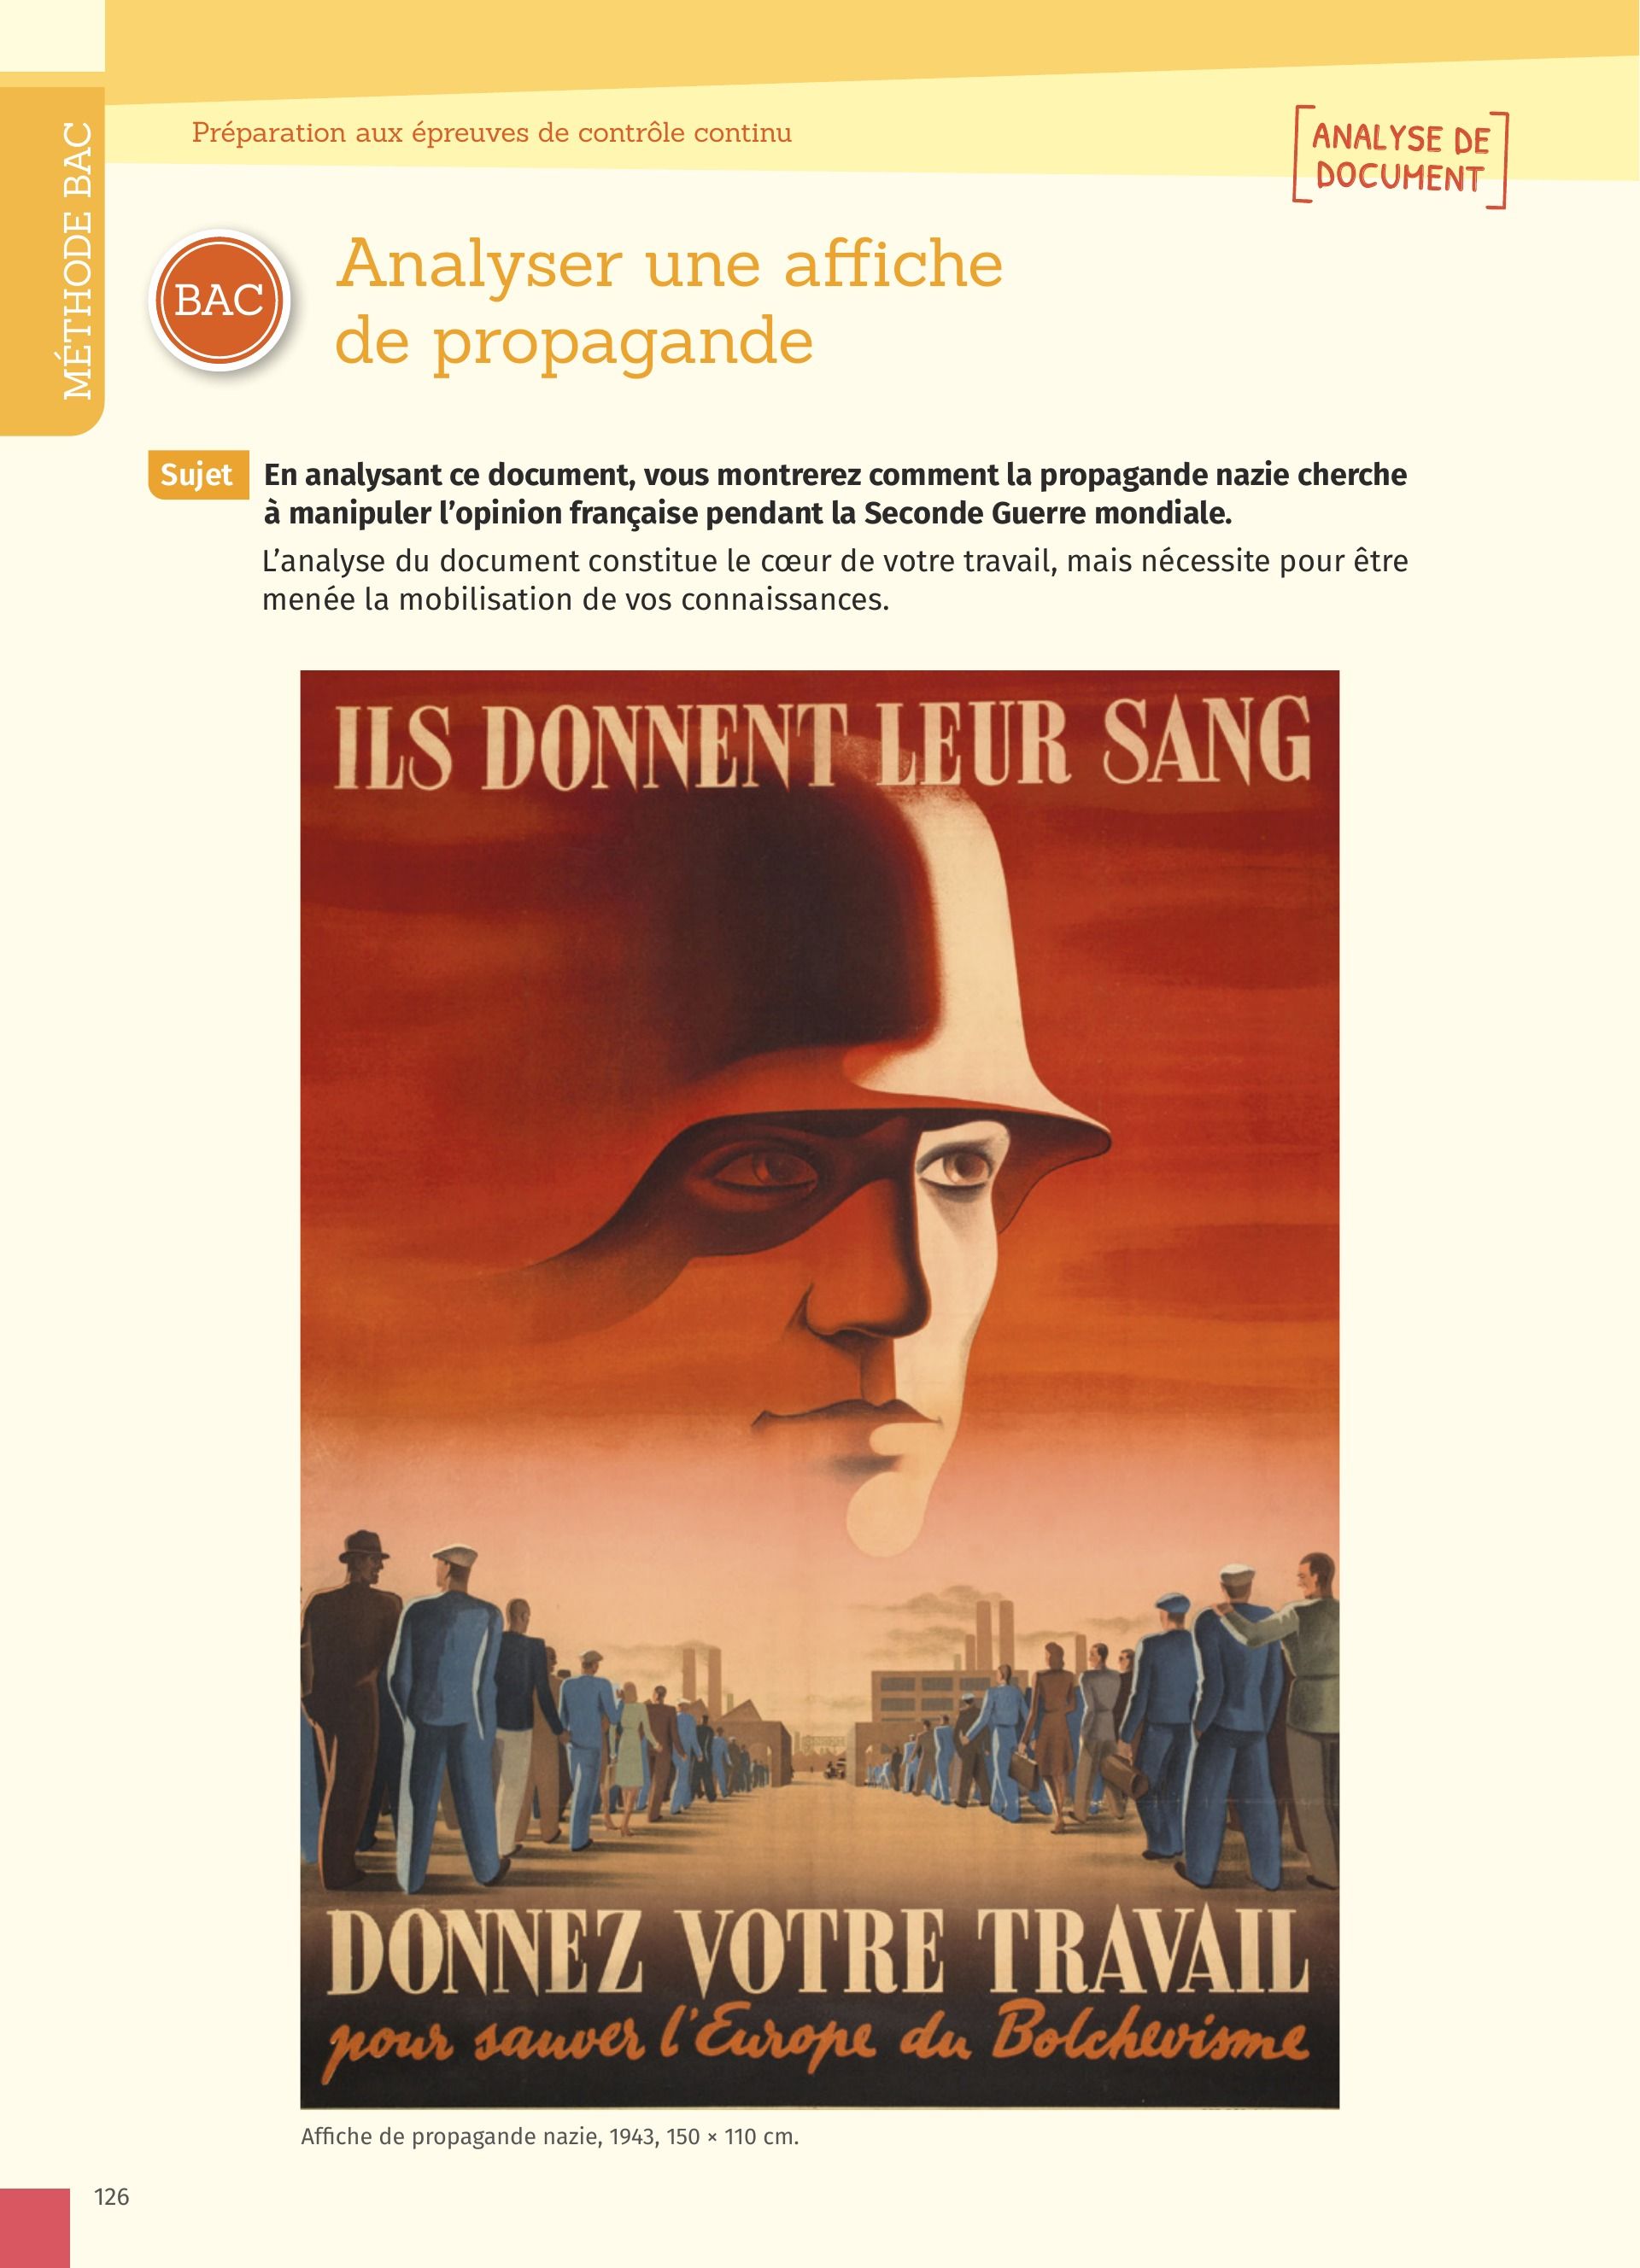 MÉTHODE BAC
Préparation aux épreuves de contrôle continu
ANALYSE DE
DOCUMENT
BAC
Analyser une affiche
de propagande
Sujet
En analysant ce document, vous montrerez comment la propagande nazie cherche
à manipuler l’opinion française pendant la Seconde Guerre mondiale.
L’analyse du document constitue le cœur de votre travail, mais nécessite pour être
menée la mobilisation de vos connaissances.
ILS DONNENT LEUR SANG
DONNEZ VOTRE TRAVAIL
pour sauver l'Europe du Bolchevisme
Affiche de propagande nazie, 1943, 150 × 110 cm.
126